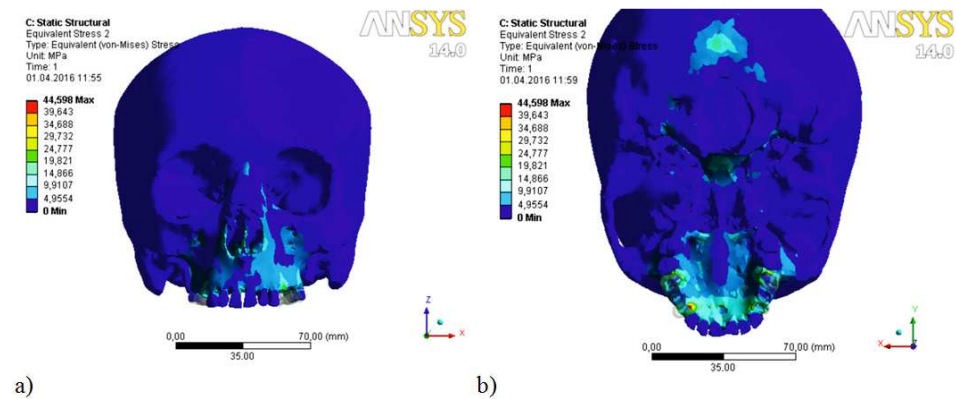 C: Static Structural
Equivalent Stress 2
Type: Equivalent (von-Mises) Stress
Unit: MPa
Time: 1
01.04.2016 11:55
44,598 Max
39,643
34,688
29,732
24,777
19,821
14,866
9,9107
4,9554
0 Min
ANSYS
14.0
0,00
70,00 (mm)
35,00
Z
X
a)
C: Static Structural
Equivalent Stress 2
Type: Equivalent (von-Mises) Stress
Unit: MPa
Time: 1
01.04.2016 11:59
44,598 Max
39,643
34,688
29,732
24,777
19,821
14,866
9,9107
4,9554
0 Min
ANSYS
14.0
0,00
70,00 (mm)
35,00
Y
X
b)